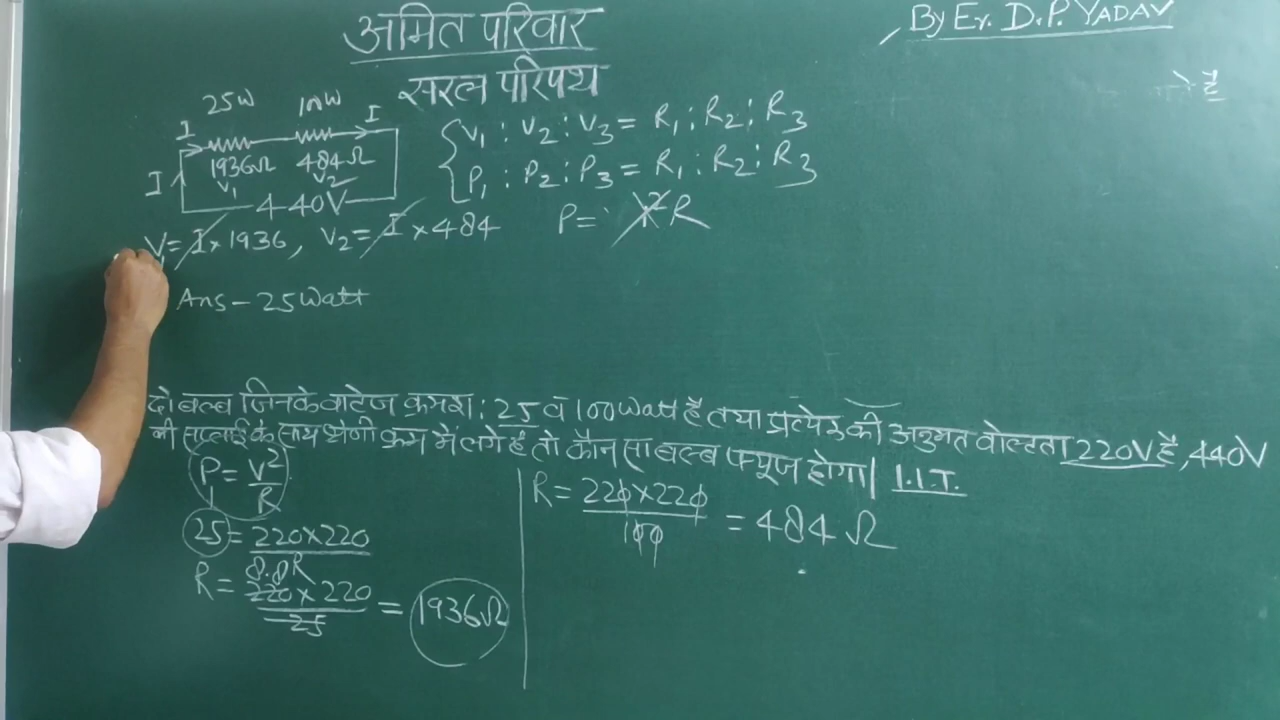 अमित परिवार
By Er. D.P. YADAV
सरल परिपथ
ो है
25W 100W
I I
1936Ω 484Ω
I V₁ V₂
440V
V₁ : V₂ : V₃ = R₁ : R₂ : R₃
P₁ : P₂ : P₃ = R₁ : R₂ : R₃
P = I²R
V₁ = I × 1936, V₂ = I × 484
Ans - 25 Watt
दो बल्ब जिनके वाटेज क्रमश: 25 व 100 Watt है तथा प्रत्येक की अनुमत वोल्टता 220V है, 440V
की सप्लाई के साथ श्रेणी क्रम में लगे है तो कौन सा बल्ब फ्यूज होगा| I.I.T.
P = V²/R
25 = 220×220/R
8.8
R = 220×220/25 = 1936Ω
R = 220×220/100 = 484 Ω